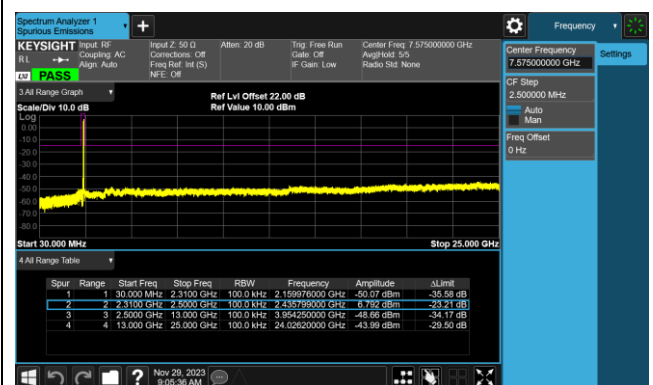 Spectrum Analyzer 1
Spurious Emissions
Frequency
KEYSIGHT Input: RF
RL
Coupling: AC
Align: Auto
LXI PASS
Input Z: 50 Ω
Corrections: Off
Freq Ref: Int (S)
NFE: Off
Atten: 20 dB
Trig: Free Run
Gate: Off
IF Gain: Low
Center Freq: 7.575000000 GHz
Avg|Hold: 5/5
Radio Std: None
Center Frequency
7.575000000 GHz
Settings
CF Step
2.500000 MHz
Auto
Man
Freq Offset
0 Hz
3 All Range Graph
Scale/Div 10.0 dB
Ref Lvl Offset 22.00 dB
Ref Value 10.00 dBm
Log
0.00
-10.0
-20.0
-30.0
-40.0
-50.0
-60.0
-70.0
-80.0
Start 30.000 MHz Stop 25.000 GHz
4 All Range Table
Spur Range Start Freq Stop Freq RBW Frequency Amplitude ΔLimit
1 1 30.000 MHz 2.3100 GHz 100.0 kHz 2.159976000 GHz -50.07 dBm -35.58 dB
2 2 2.3100 GHz 2.5000 GHz 100.0 kHz 2.435799000 GHz 6.792 dBm -23.21 dB
3 3 2.5000 GHz 13.000 GHz 100.0 kHz 3.954250000 GHz -48.66 dBm -34.17 dB
4 4 13.000 GHz 25.000 GHz 100.0 kHz 24.02620000 GHz -43.99 dBm -29.50 dB
?
Nov 29, 2023
9:05:36 AM